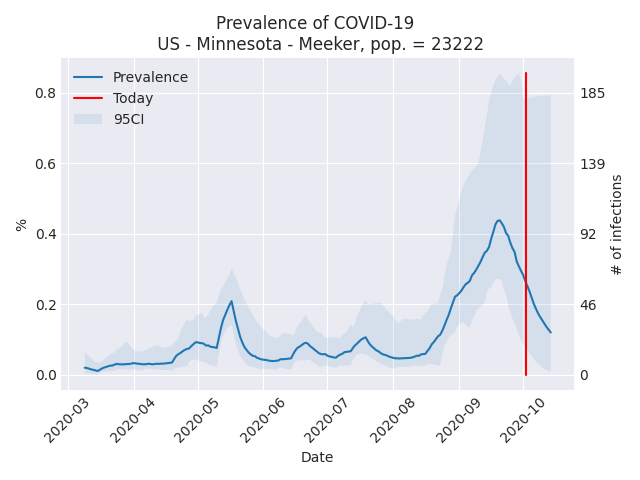 Prevalence of COVID-19
US - Minnesota - Meeker, pop. = 23222
Prevalence
Today
95CI
%
0.8
0.6
0.4
0.2
0.0
185
139
92
46
0
# of infections
2020-03
2020-04
2020-05
2020-06
2020-07
2020-08
2020-09
2020-10
Date